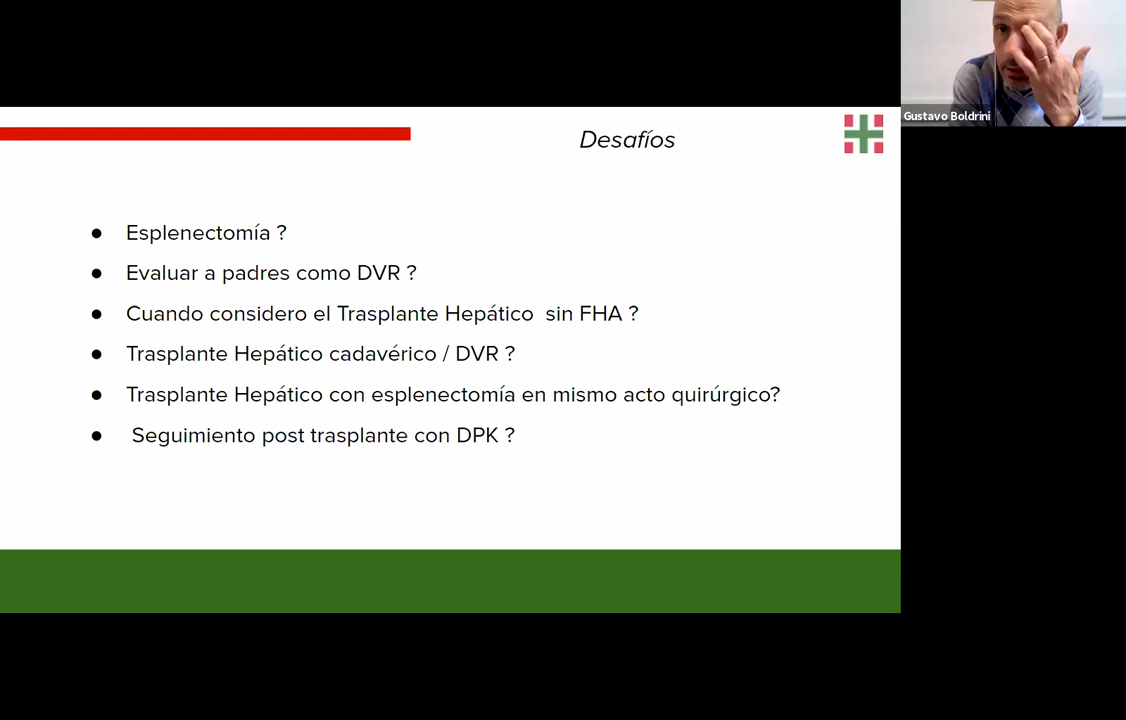 Gustavo Boldrini
Desafíos
● Esplenectomía ?
● Evaluar a padres como DVR ?
● Cuando considero el Trasplante Hepático sin FHA ?
● Trasplante Hepático cadavérico / DVR ?
● Trasplante Hepático con esplenectomía en mismo acto quirúrgico?
● Seguimiento post trasplante con DPK ?